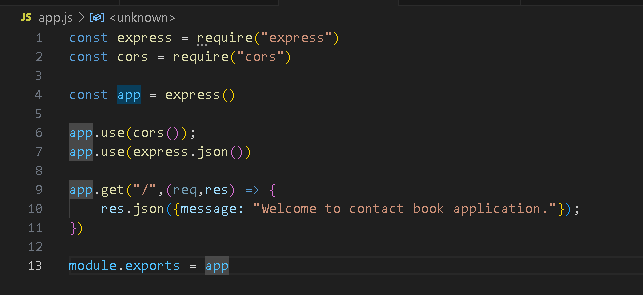 JS app.js > <unknown>
1 const express = require("express")
2 const cors = require("cors")
3
4 const app = express()
5
6 app.use(cors());
7 app.use(express.json())
8
9 app.get("/",(req,res) => {
10 res.json({message: "Welcome to contact book application."});
11 })
12
13 module.exports = app